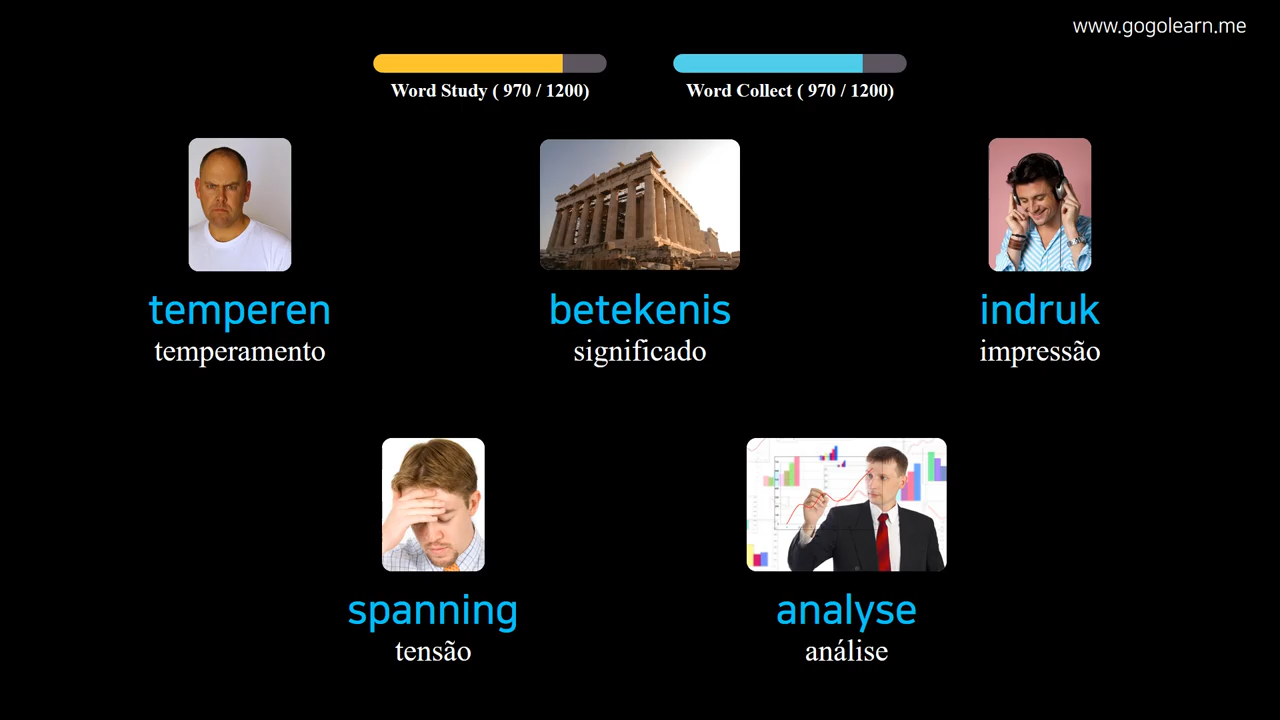 www.gogolearn.me
Word Study ( 970 / 1200)
Word Collect ( 970 / 1200)
temperen
temperamento
betekenis
significado
indruk
impressão
spanning
tensão
analyse
análise